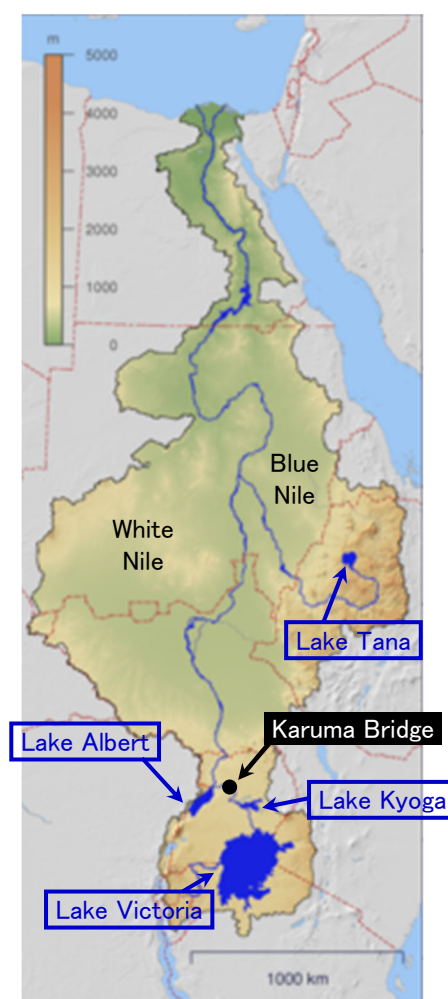 m
5000
4000
3000
2000
1000
0
Blue
Nile
White
Nile
Lake Tana
Karuma Bridge
Lake Albert
Lake Kyoga
Lake Victoria
1000 km